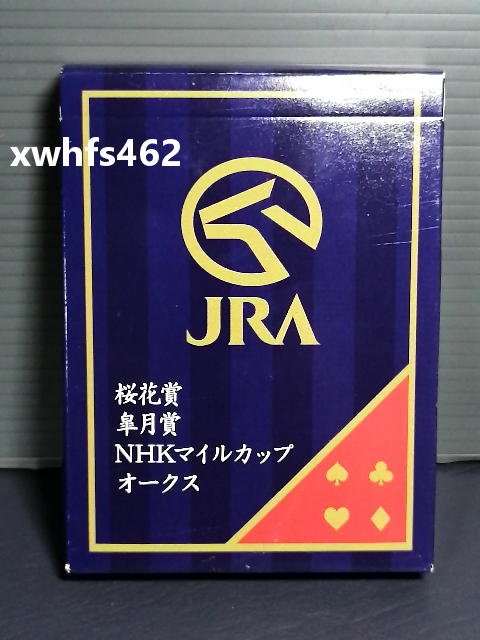 xwhfs462
JRA
桜花賞
皐月賞
NHKマイルカップ
オークス